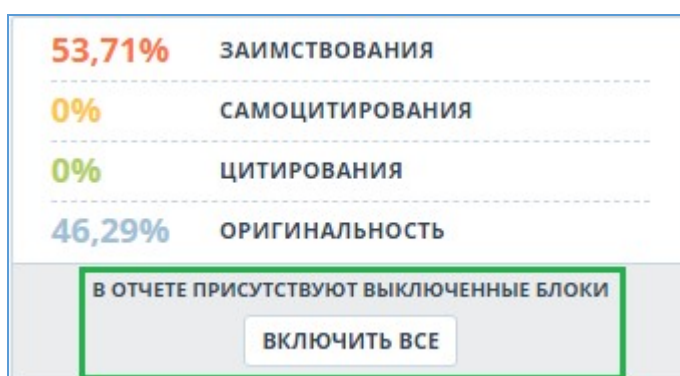 53,71% ЗАИМСТВОВАНИЯ
0% САМОЦИТИРОВАНИЯ
0% ЦИТИРОВАНИЯ
46,29% ОРИГИНАЛЬНОСТЬ
В ОТЧЕТЕ ПРИСУТСТВУЮТ ВЫКЛЮЧЕННЫЕ БЛОКИ
ВКЛЮЧИТЬ ВСЕ